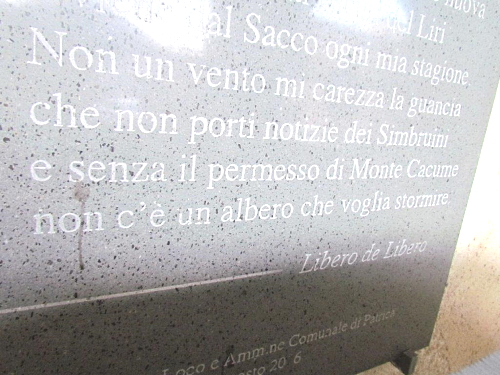 nuova
al Sacco ogni mia stagione,
Non un vento mi carezza la guancia
che non porti notizie dei Simbruini
e senza il permesso di Monte Cacume
non c'è un albero che voglia stormire.
Libero de Libero
Loco e Amm.ne Comunale di Patrica